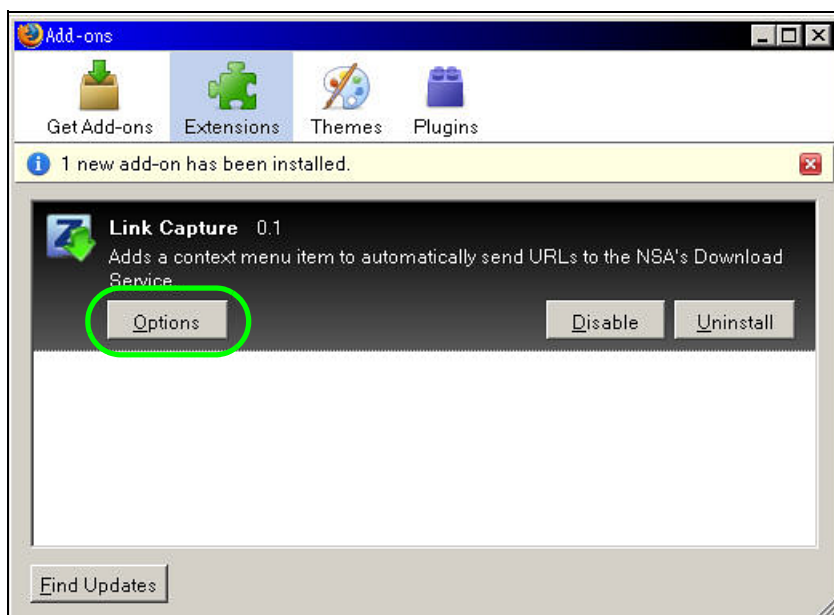 Add-ons
Get Add-ons Extensions Themes Plugins
1 new add-on has been installed.
Link Capture 0.1
Adds a context menu item to automatically send URLs to the NSA's Download
Service
Options Disable Uninstall
Find Updates